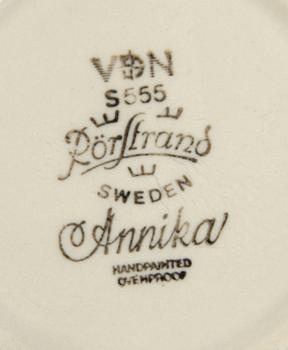 VDN
S555
Rörstrand
SWEDEN
Annika
HANDPAINTED
OVENPROOF